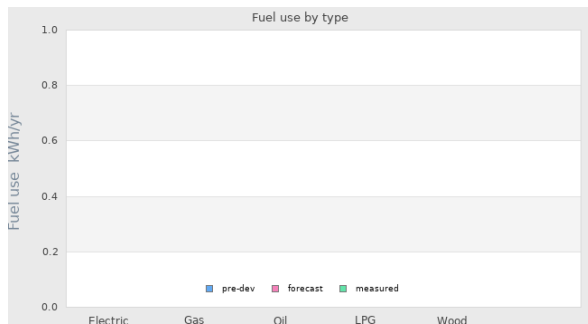 Fuel use by type
1.0
0.8
0.6
0.4
0.2
0.0
Fuel use kWh/yr
pre-dev forecast measured
Electric Gas Oil LPG Wood